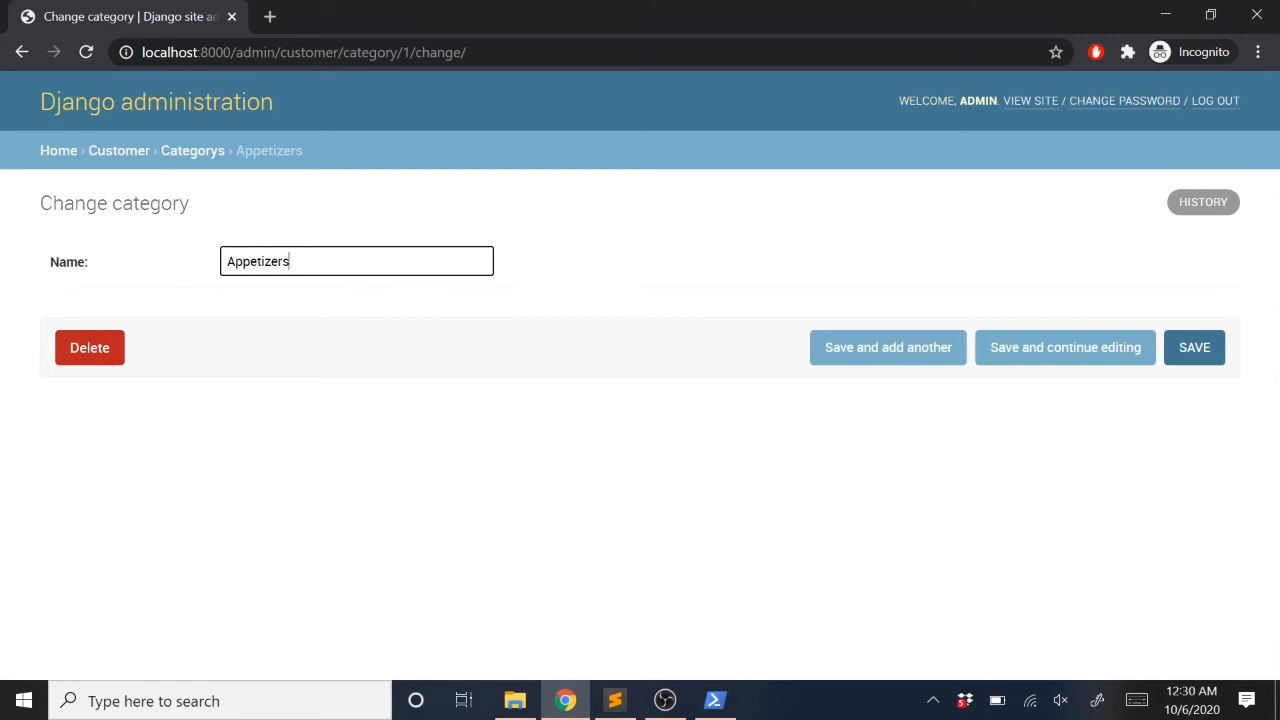 Change category | Django site ad
localhost:8000/admin/customer/category/1/change/
Incognito
Django administration
WELCOME, ADMIN. VIEW SITE / CHANGE PASSWORD / LOG OUT
Home › Customer › Categorys › Appetizers
Change category
HISTORY
Name:
Appetizers
Delete
Save and add another
Save and continue editing
SAVE
Type here to search
S
12:30 AM
10/6/2020